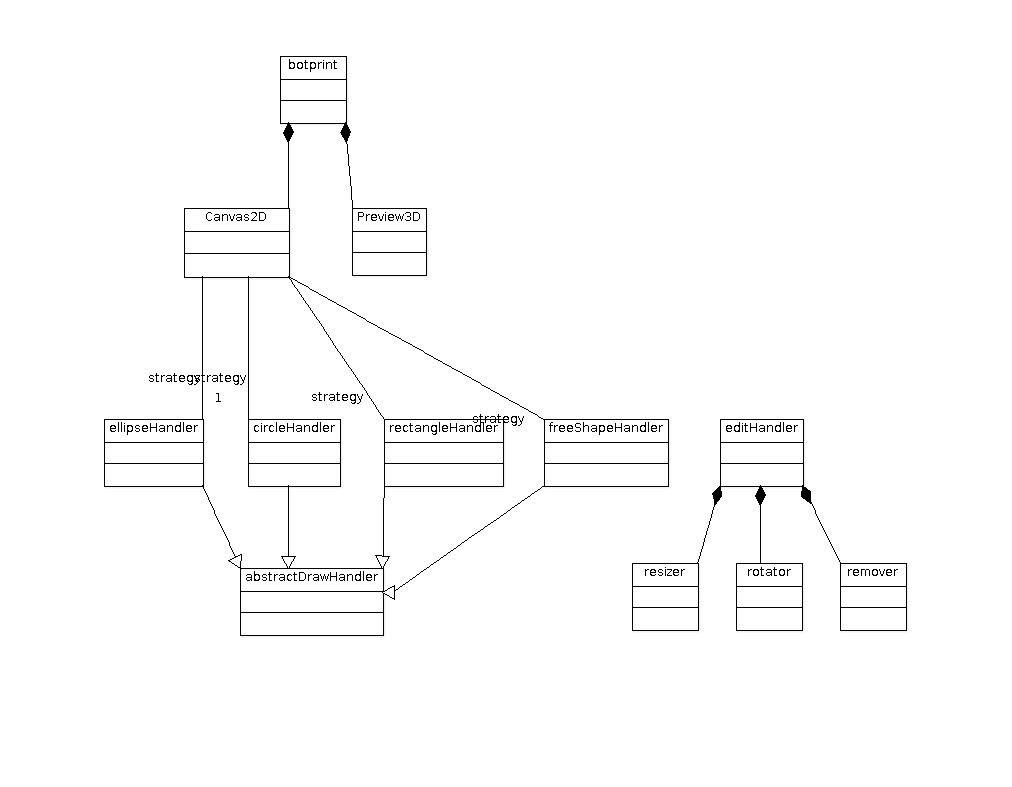 botprint
Canvas2D
Preview3D
strategy
strategy
1
strategy
strategy
ellipseHandler
circleHandler
rectangleHandler
freeShapeHandler
editHandler
abstractDrawHandler
resizer
rotator
remover